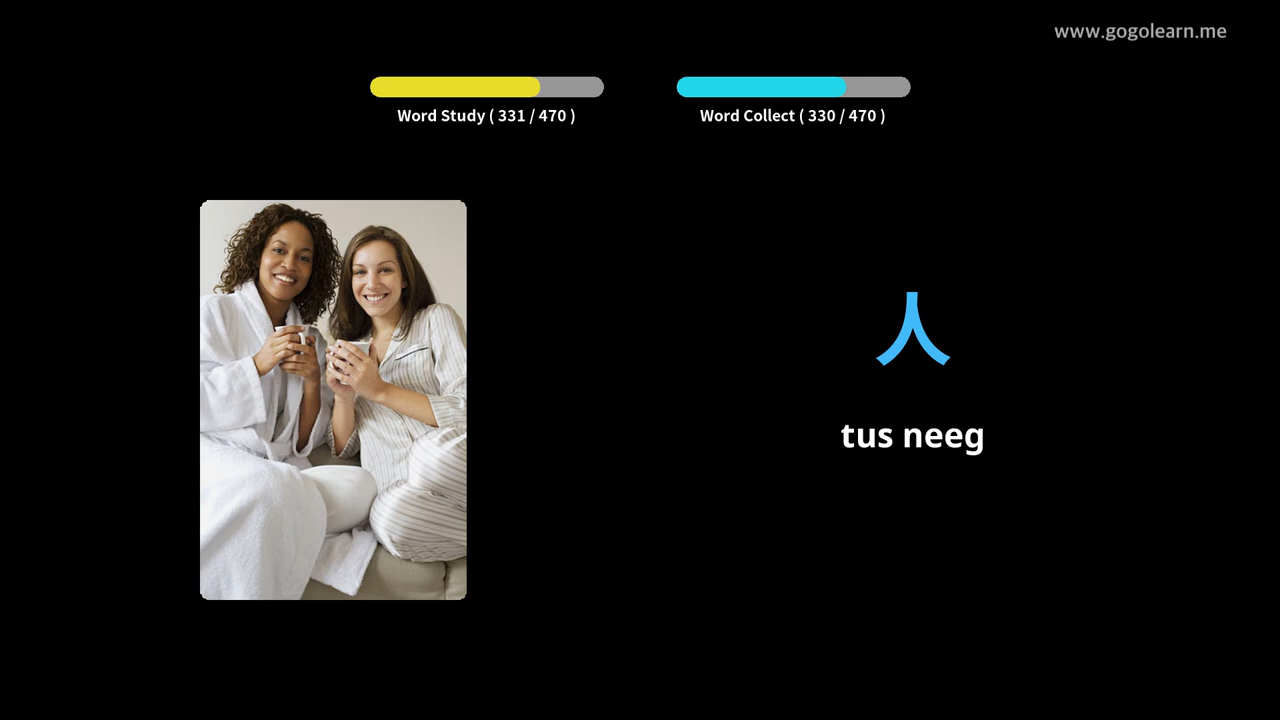 www.gogolearn.me
Word Study ( 331 / 470 )
Word Collect ( 330 / 470 )
人
tus neeg